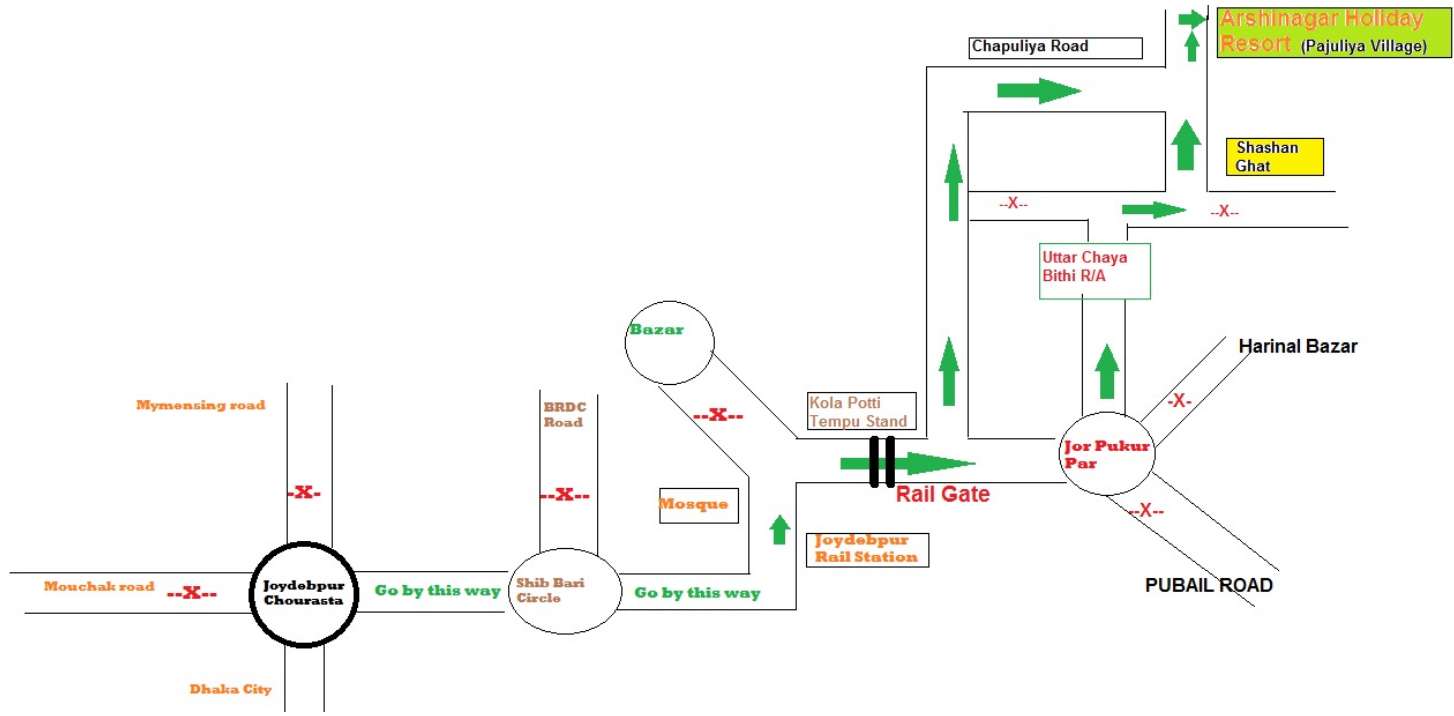 Arshinagar Holiday
Resort (Pajuliya Village)
Chapuliya Road
Shashan
Ghat
--X--
--X--
Uttar Chaya
Bithi R/A
Bazar
Harinal Bazar
Mymensing road
BRDC
Road
--X--
Kola Potti
Tempu Stand
-X-
Jor Pukur
Par
-X-
--X--
Rail Gate
Mosque
--X--
Joydebpur
Rail Station
Mouchak road --X--
Joydebpur
Chourasta
Go by this way
Shib Bari
Circle
Go by this way
PUBAIL ROAD
Dhaka City